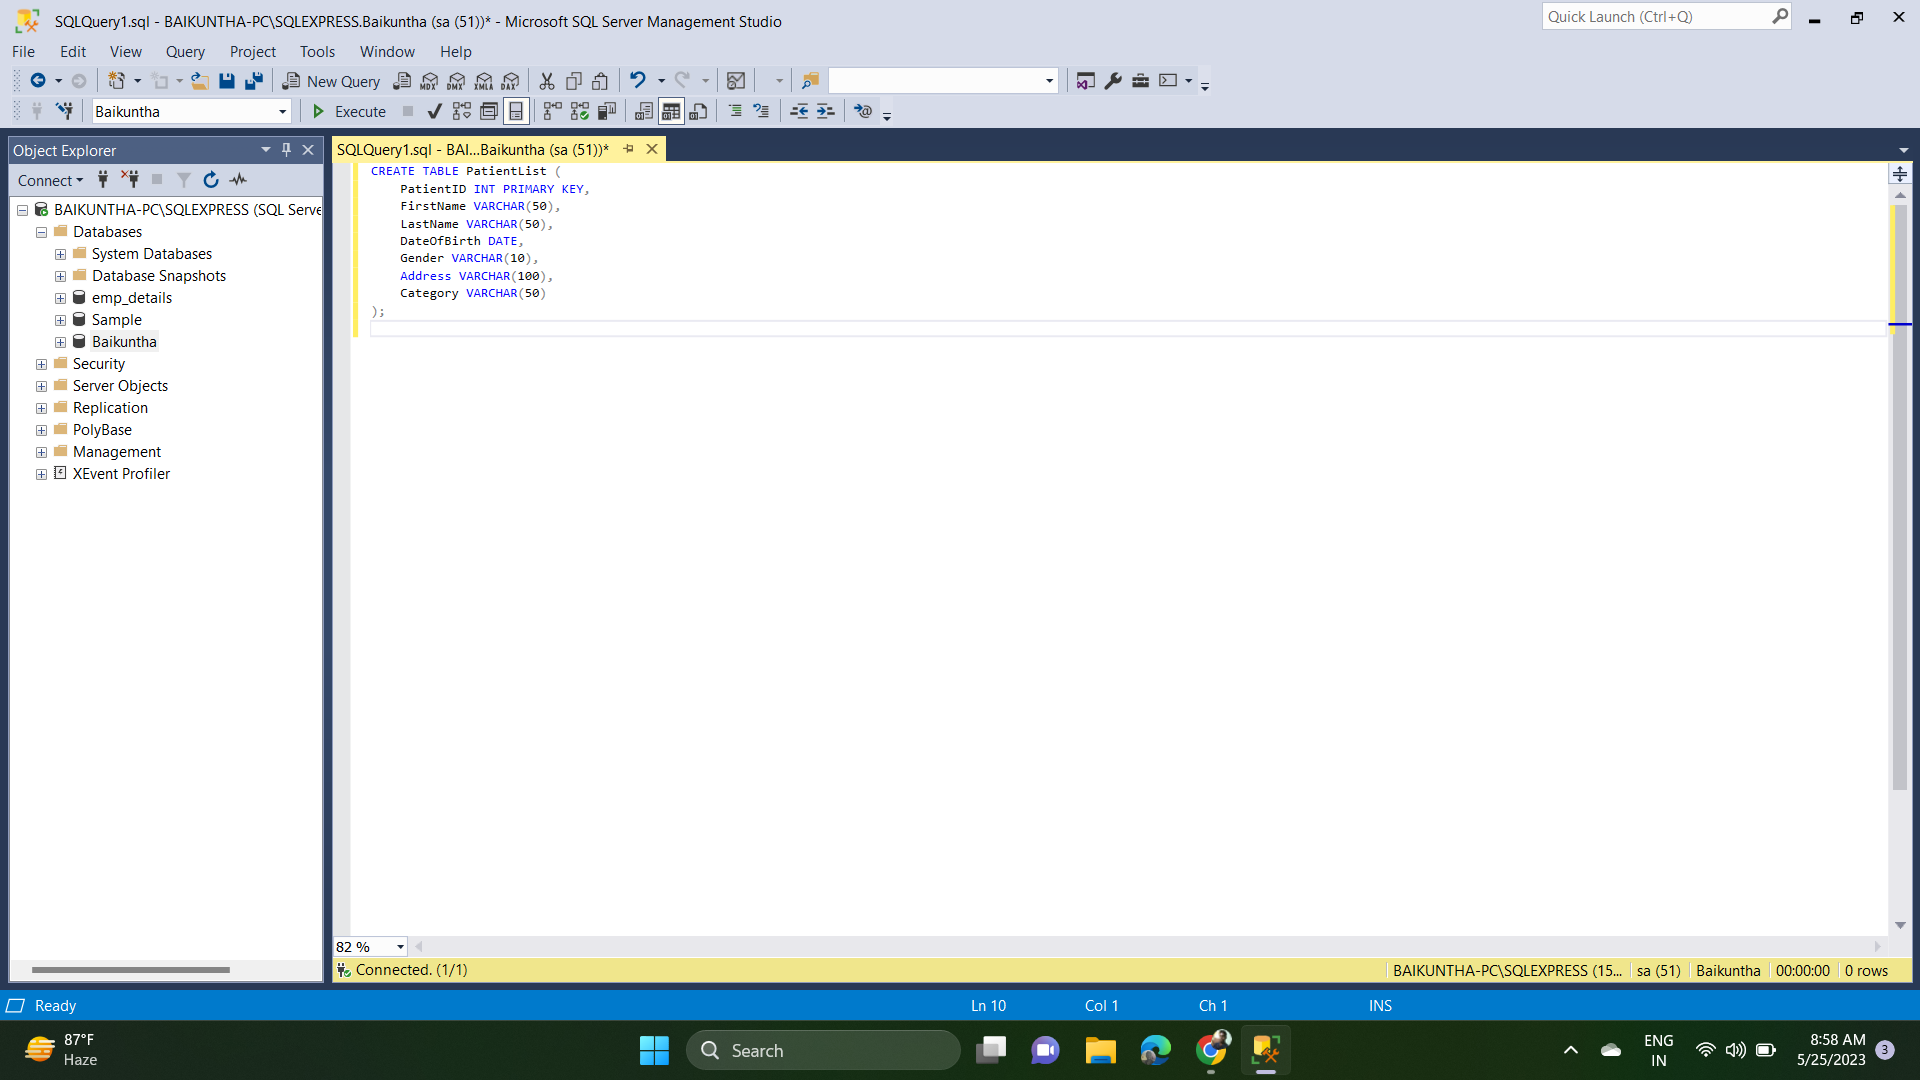 SQLQuery1.sql - BAIKUNTHA-PC\SQLEXPRESS.Baikuntha (sa (51))* - Microsoft SQL Server Management Studio
Quick Launch (Ctrl+Q)
File Edit View Query Project Tools Window Help
New Query MDX DMX XMLA DAX
Baikuntha Execute
Object Explorer
Connect
BAIKUNTHA-PC\SQLEXPRESS (SQL Serve
Databases
System Databases
Database Snapshots
emp_details
Sample
Baikuntha
Security
Server Objects
Replication
PolyBase
Management
XEvent Profiler
SQLQuery1.sql - BAI...Baikuntha (sa (51))*
CREATE TABLE PatientList (
PatientID INT PRIMARY KEY,
FirstName VARCHAR(50),
LastName VARCHAR(50),
DateOfBirth DATE,
Gender VARCHAR(10),
Address VARCHAR(100),
Category VARCHAR(50)
);
82 %
Connected. (1/1)
BAIKUNTHA-PC\SQLEXPRESS (15... sa (51) Baikuntha 00:00:00 0 rows
Ready Ln 10 Col 1 Ch 1 INS
87°F
Haze
Search
ENG
IN
8:58 AM
5/25/2023
3